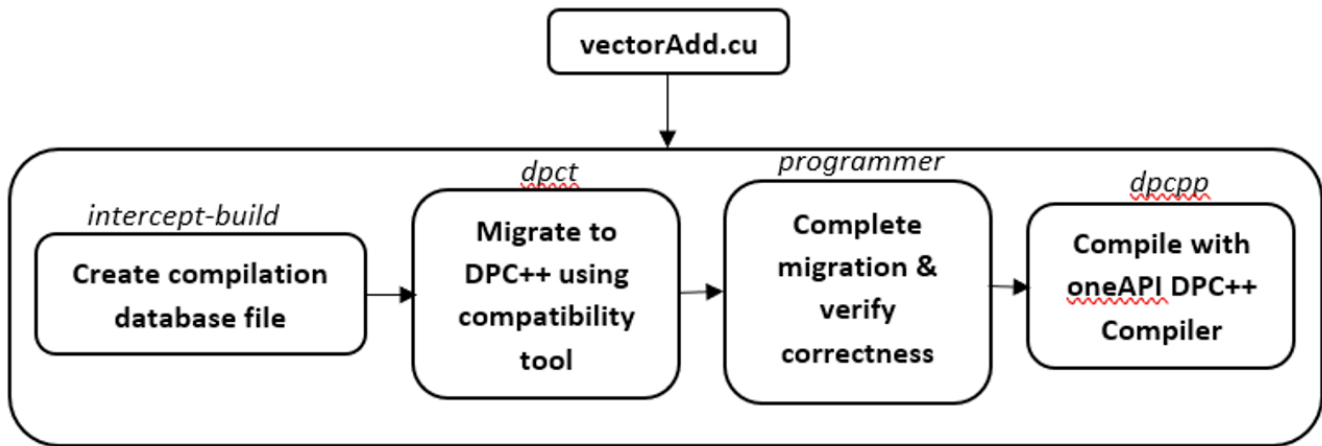 vectorAdd.cu
intercept-build
Create compilation
database file
dpct
Migrate to
DPC++ using
compatibility
tool
programmer
Complete
migration &
verify
correctness
dpcpp
Compile with
oneAPI DPC++
Compiler